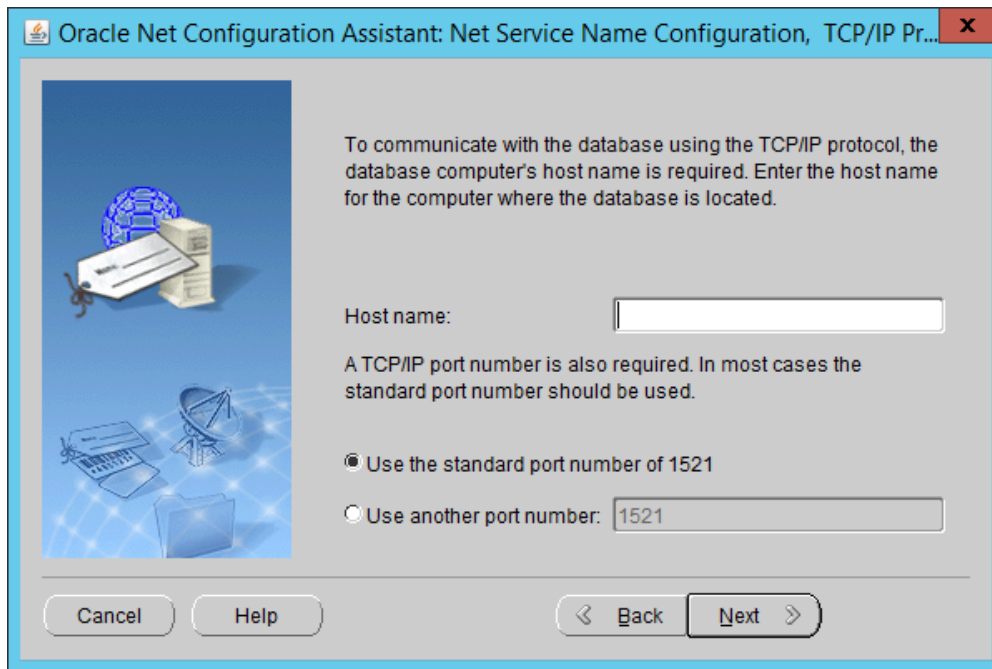 Oracle Net Configuration Assistant: Net Service Name Configuration, TCP/IP Pr...
x
To communicate with the database using the TCP/IP protocol, the
database computer's host name is required. Enter the host name
for the computer where the database is located.
Host name:
A TCP/IP port number is also required. In most cases the
standard port number should be used.
Use the standard port number of 1521
Use another port number: 1521
Cancel Help Back Next